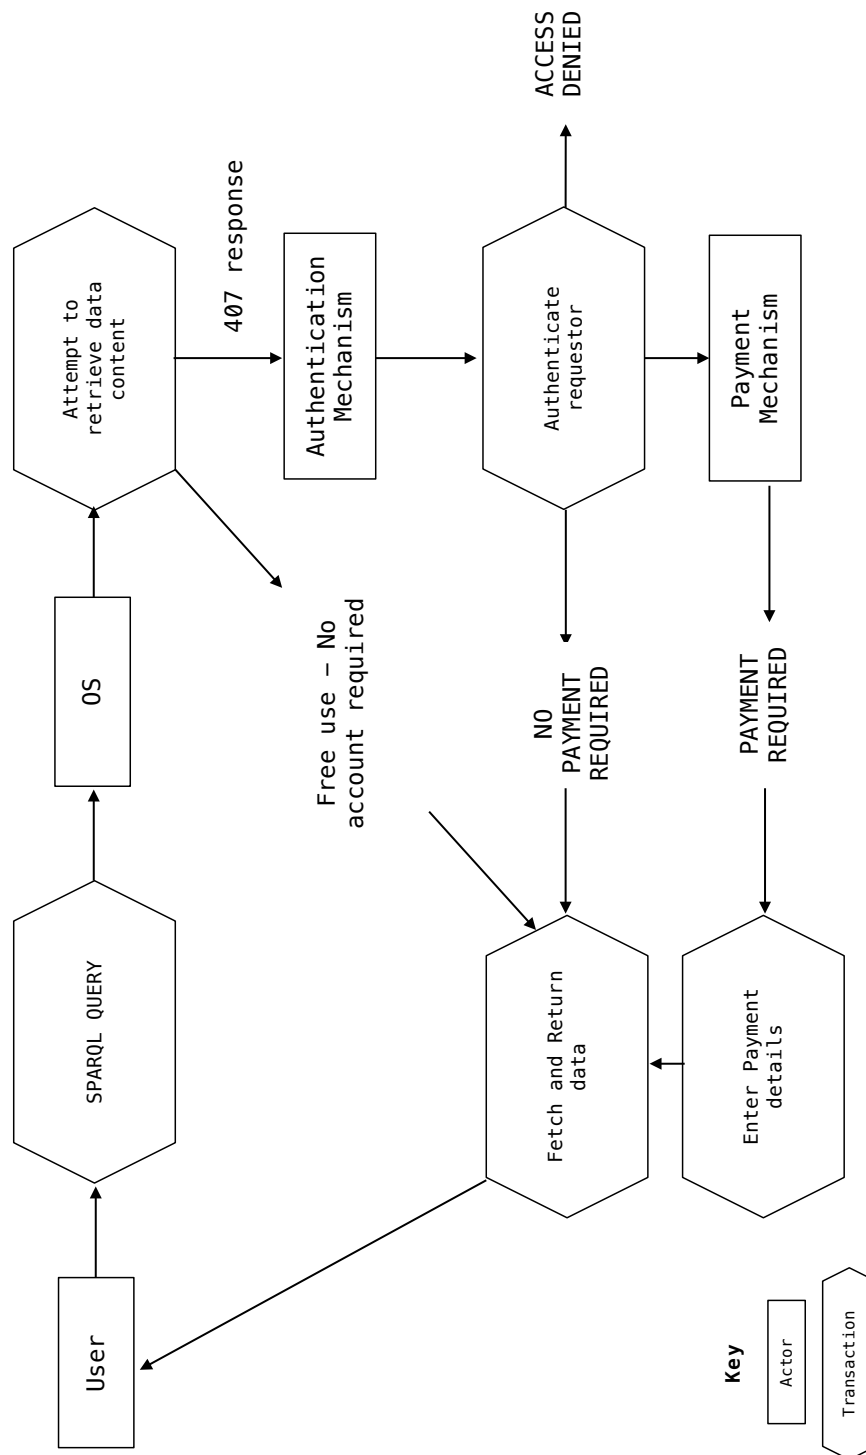 User
SPARQL QUERY
OS
Attempt to
retrieve data
content
407 response
Free use – No
account required
Authentication
Mechanism
Fetch and Return
data
NO
PAYMENT
REQUIRED
Authenticate
requestor
ACCESS
DENIED
Enter Payment
details
PAYMENT
REQUIRED
Payment
Mechanism
Key
Actor
Transaction